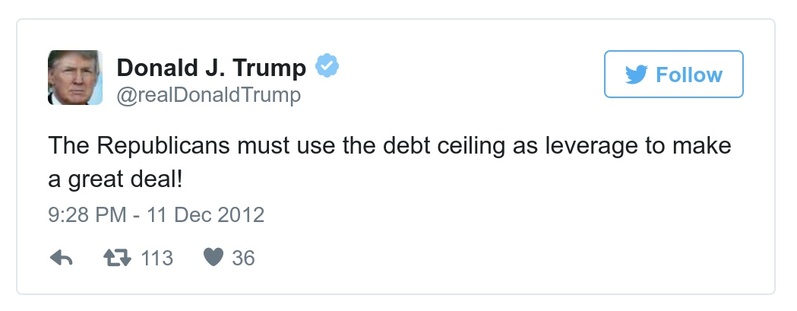 Donald J. Trump
@realDonaldTrump
Follow
The Republicans must use the debt ceiling as leverage to make
a great deal!
9:28 PM - 11 Dec 2012
113 36